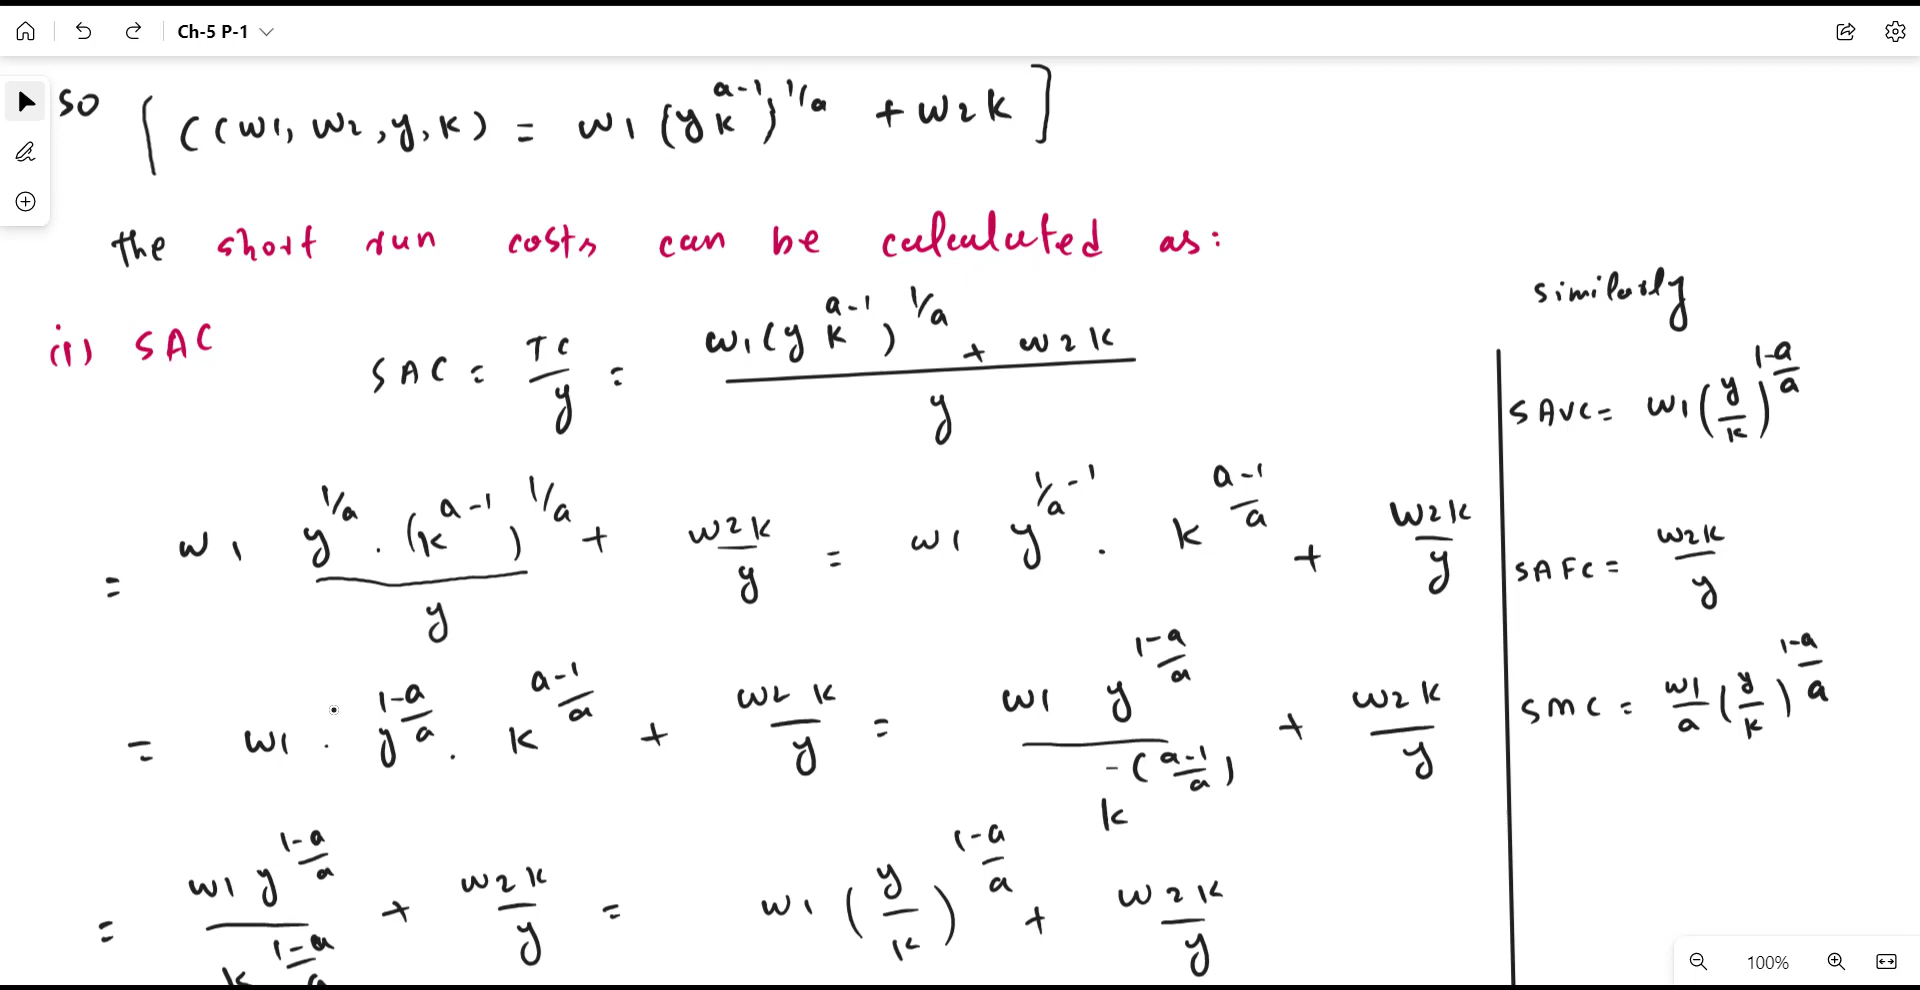 Ch-5 P-1
so [ C(w1, w2, y, k) = w1 (y k^(a-1))^(1/a) + w2 k ]
the short run costs can be calculated as:
(i) SAC
SAC = TC/y = (w1 (y k^(a-1))^(1/a) + w2 k) / y
= w1 (y^(1/a) . (k^(a-1))^(1/a)) / y + w2k/y = w1 y^(1/a - 1) . k^((a-1)/a) + w2k/y
= w1 . y^((1-a)/a) . k^((a-1)/a) + w2 k/y = w1 y^((1-a)/a) / k^(-((a-1)/a)) + w2 k/y
= w1 y^((1-a)/a) / k^((1-a)/a) + w2 k/y = w1 (y/k)^((1-a)/a) + w2 k/y
similarly
SAVC = w1 (y/k)^((1-a)/a)
SAFC = w2k/y
SMC = w1/a (y/k)^((1-a)/a)
100%